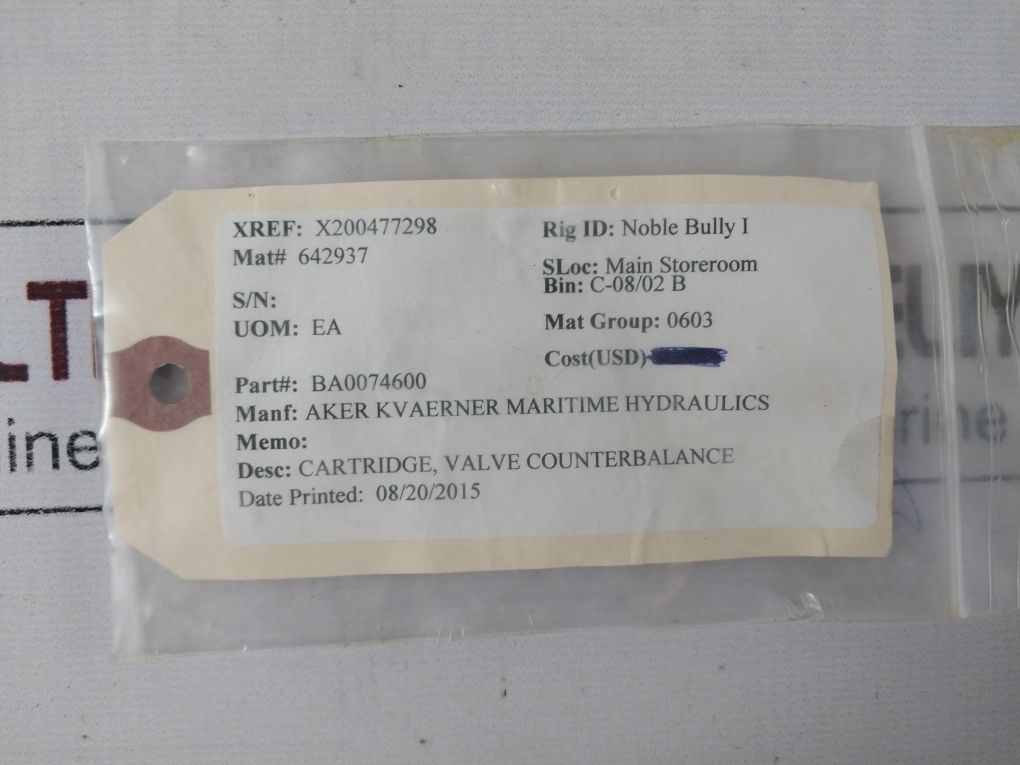 XREF: X200477298
Mat# 642937
S/N:
UOM: EA
Rig ID: Noble Bully I
SLoc: Main Storeroom
Bin: C-08/02 B
Mat Group: 0603
Cost(USD)
Part#: BA0074600
Manf: AKER KVAERNER MARITIME HYDRAULICS
Memo:
Desc: CARTRIDGE, VALVE COUNTERBALANCE
Date Printed: 08/20/2015